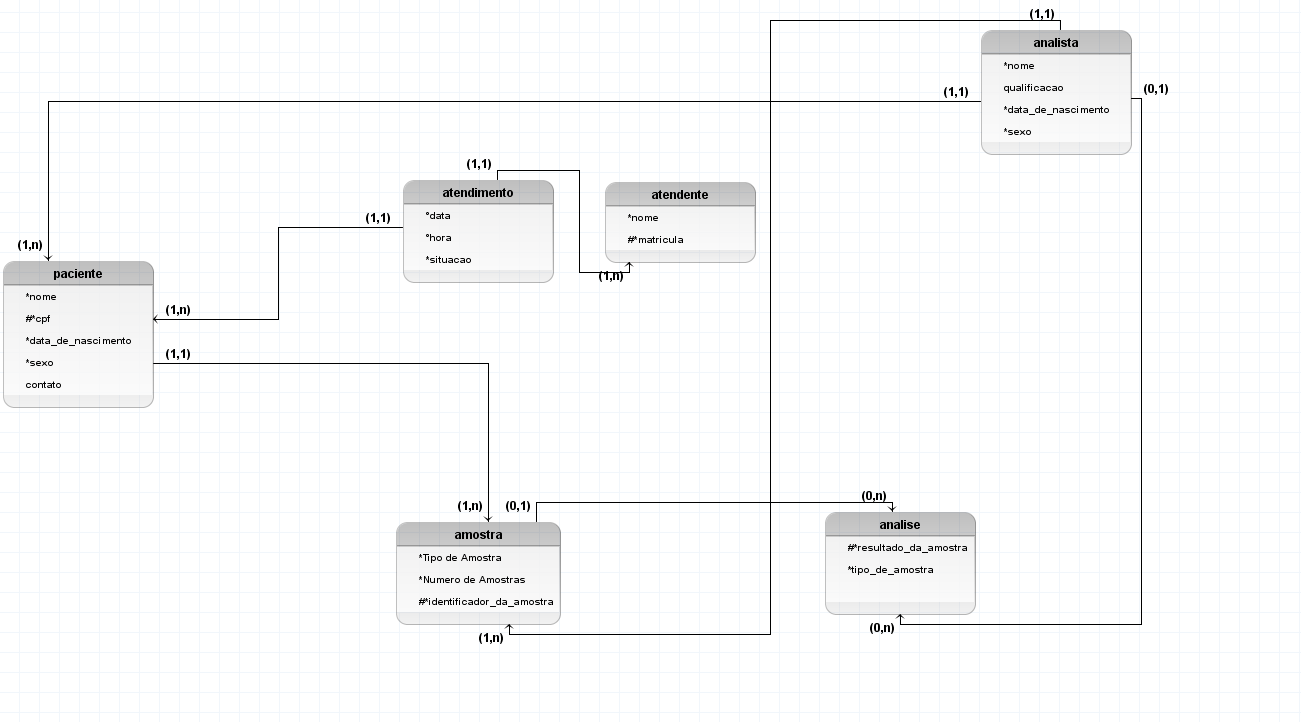 (1,1)
analista
*nome
qualificacao
*data_de_nascimento
*sexo
(1,1)
(0,1)
(1,1)
atendimento
°data
°hora
*situacao
atendente
*nome
#*matricula
(1,1)
(1,n)
(1,n)
paciente
*nome
#*cpf
*data_de_nascimento
*sexo
contato
(1,n)
(1,1)
(1,n)
(0,1)
amostra
*Tipo de Amostra
*Numero de Amostras
#*identificador_da_amostra
(1,n)
(0,n)
analise
#*resultado_da_amostra
*tipo_de_amostra
(0,n)